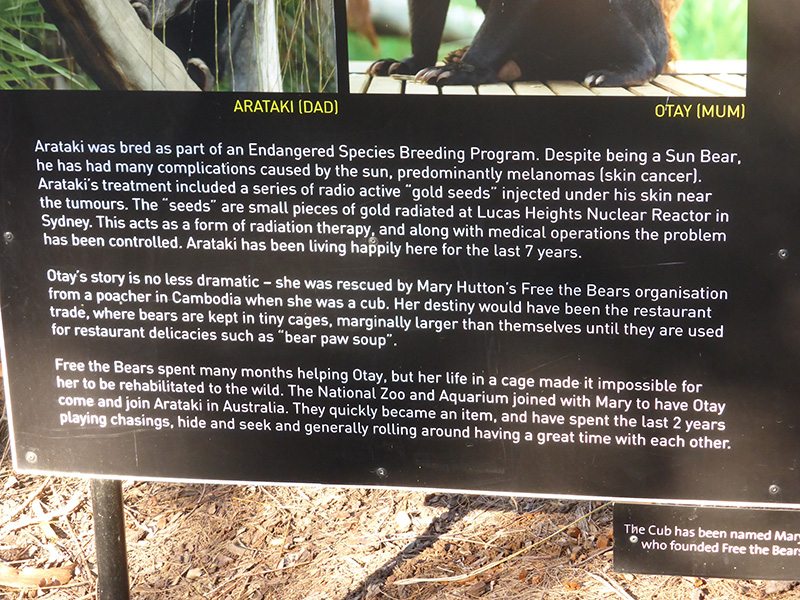 ARATAKI (DAD)
OTAY (MUM)
Arataki was bred as part of an Endangered Species Breeding Program. Despite being a Sun Bear,
he has had many complications caused by the sun, predominantly melanomas (skin cancer).
Arataki's treatment included a series of radio active "gold seeds" injected under his skin near
the tumours. The "seeds" are small pieces of gold radiated at Lucas Heights Nuclear Reactor in
Sydney. This acts as a form of radiation therapy, and along with medical operations the problem
has been controlled. Arataki has been living happily here for the last 7 years.
Otay's story is no less dramatic – she was rescued by Mary Hutton's Free the Bears organisation
from a poacher in Cambodia when she was a cub. Her destiny would have been the restaurant
trade, where bears are kept in tiny cages, marginally larger than themselves until they are used
for restaurant delicacies such as "bear paw soup".
Free the Bears spent many months helping Otay, but her life in a cage made it impossible for
her to be rehabilitated to the wild. The National Zoo and Aquarium joined with Mary to have Otay
come and join Arataki in Australia. They quickly became an item, and have spent the last 2 years
playing chasings, hide and seek and generally rolling around having a great time with each other.
The Cub has been named Mary
who founded Free the Bears